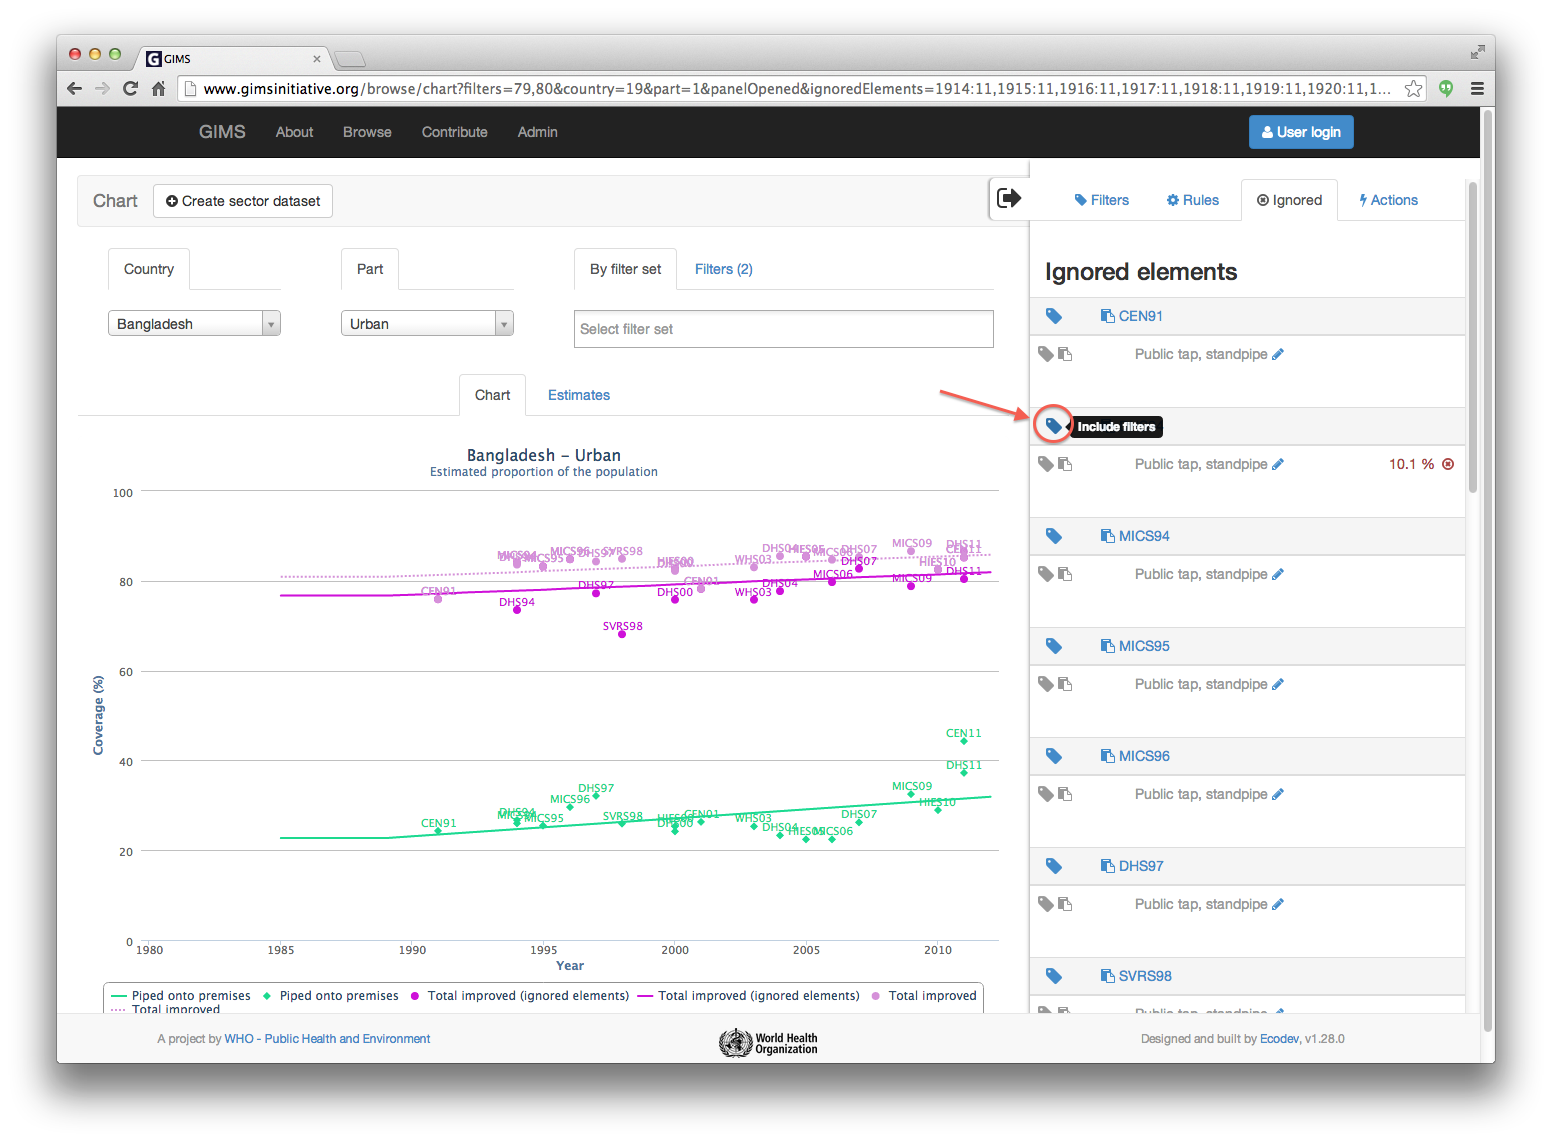 GIMS
www.gimsinitiative.org/browse/chart?filters=79,80&country=19&part=1&panelOpened&ignoredElements=1914:11,1915:11,1916:11,1917:11,1918:11,1919:11,1920:11,1...
GIMS About Browse Contribute Admin User login
Chart Create sector dataset
Filters Rules Ignored Actions
Country Part By filter set Filters (2)
Bangladesh Urban Select filter set
Chart Estimates
Bangladesh – Urban
Estimated proportion of the population
Coverage (%)
100
80
60
40
20
0
MICS95 MICS96 DHS97 SVRS98 HIES00 WHS03 DHS04 HIES05 MICS06 DHS07 MICS09 DHS11
CEN11
HIES10
CEN91 CEN01
DHS94 DHS97 SVRS98 DHS00 WHS03 DHS04 MICS06 DHS07 MICS09 DHS11
CEN11
DHS11
CEN91 DHS94 MICS95 MICS96 DHS97 SVRS98 DHS00 CEN01 WHS03 DHS04 HIES05 MICS06 DHS07 MICS09 HIES10
1980 1985 1990 1995 2000 2005 2010
Year
Piped onto premises Piped onto premises Total improved (ignored elements) Total improved (ignored elements) Total improved
Total improved
Ignored elements
CEN91
Public tap, standpipe
Include filters
Public tap, standpipe 10.1 %
MICS94
Public tap, standpipe
MICS95
Public tap, standpipe
MICS96
Public tap, standpipe
DHS97
Public tap, standpipe
SVRS98
Public tap, standpipe
A project by WHO - Public Health and Environment
World Health
Organization
Designed and built by Ecodev, v1.28.0